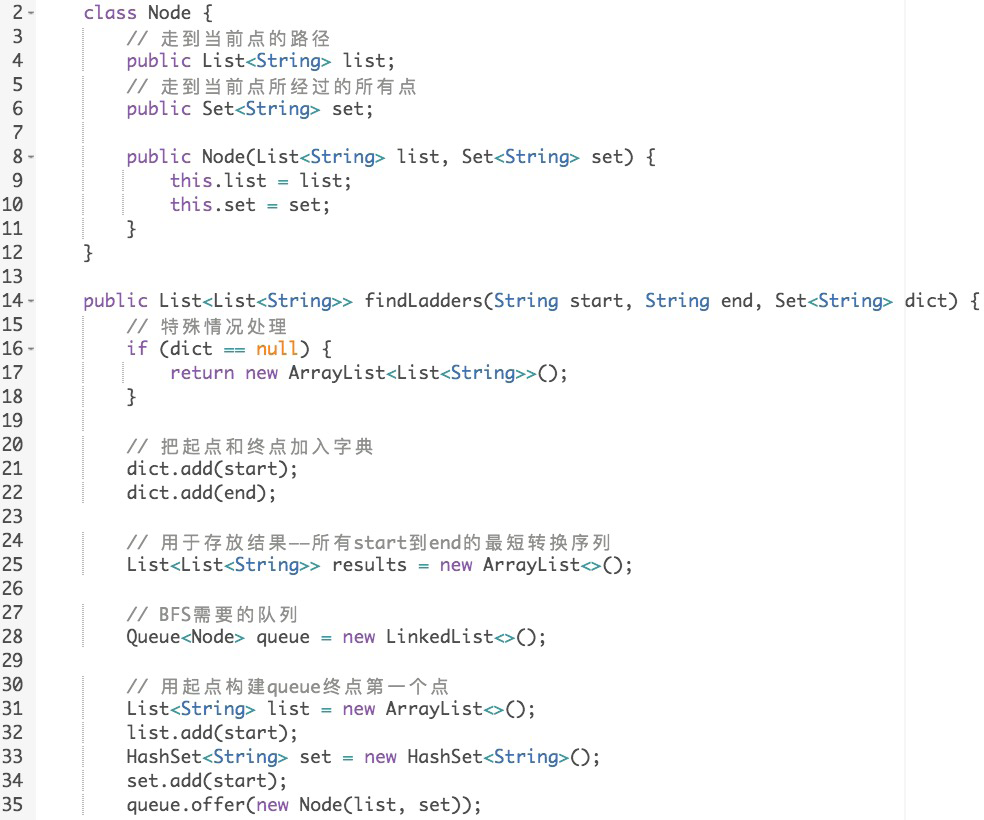 2 class Node {
3 // 走到当前点的路径
4 public List<String> list;
5 // 走到当前点所经过的所有点
6 public Set<String> set;
7
8 public Node(List<String> list, Set<String> set) {
9 this.list = list;
10 this.set = set;
11 }
12 }
13
14 public List<List<String>> findLadders(String start, String end, Set<String> dict) {
15 // 特殊情况处理
16 if (dict == null) {
17 return new ArrayList<List<String>>();
18 }
19
20 // 把起点和终点加入字典
21 dict.add(start);
22 dict.add(end);
23
24 // 用于存放结果——所有start到end的最短转换序列
25 List<List<String>> results = new ArrayList<>();
26
27 // BFS需要的队列
28 Queue<Node> queue = new LinkedList<>();
29
30 // 用起点构建queue终点第一个点
31 List<String> list = new ArrayList<>();
32 list.add(start);
33 HashSet<String> set = new HashSet<String>();
34 set.add(start);
35 queue.offer(new Node(list, set));